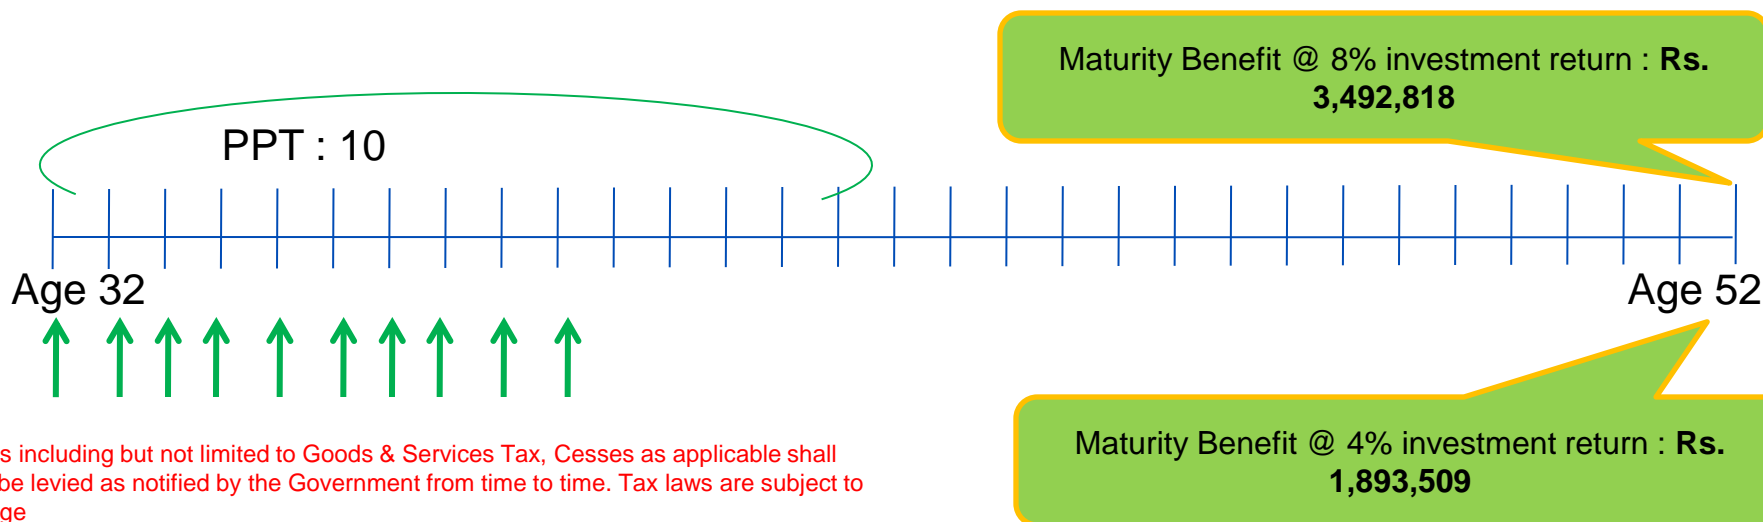 Maturity Benefit @ 8% investment return : Rs.
3,492,818
PPT : 10
Age 32
Age 52
s including but not limited to Goods & Services Tax, Cesses as applicable shall
be levied as notified by the Government from time to time. Tax laws are subject to
ge
Maturity Benefit @ 4% investment return : Rs.
1,893,509